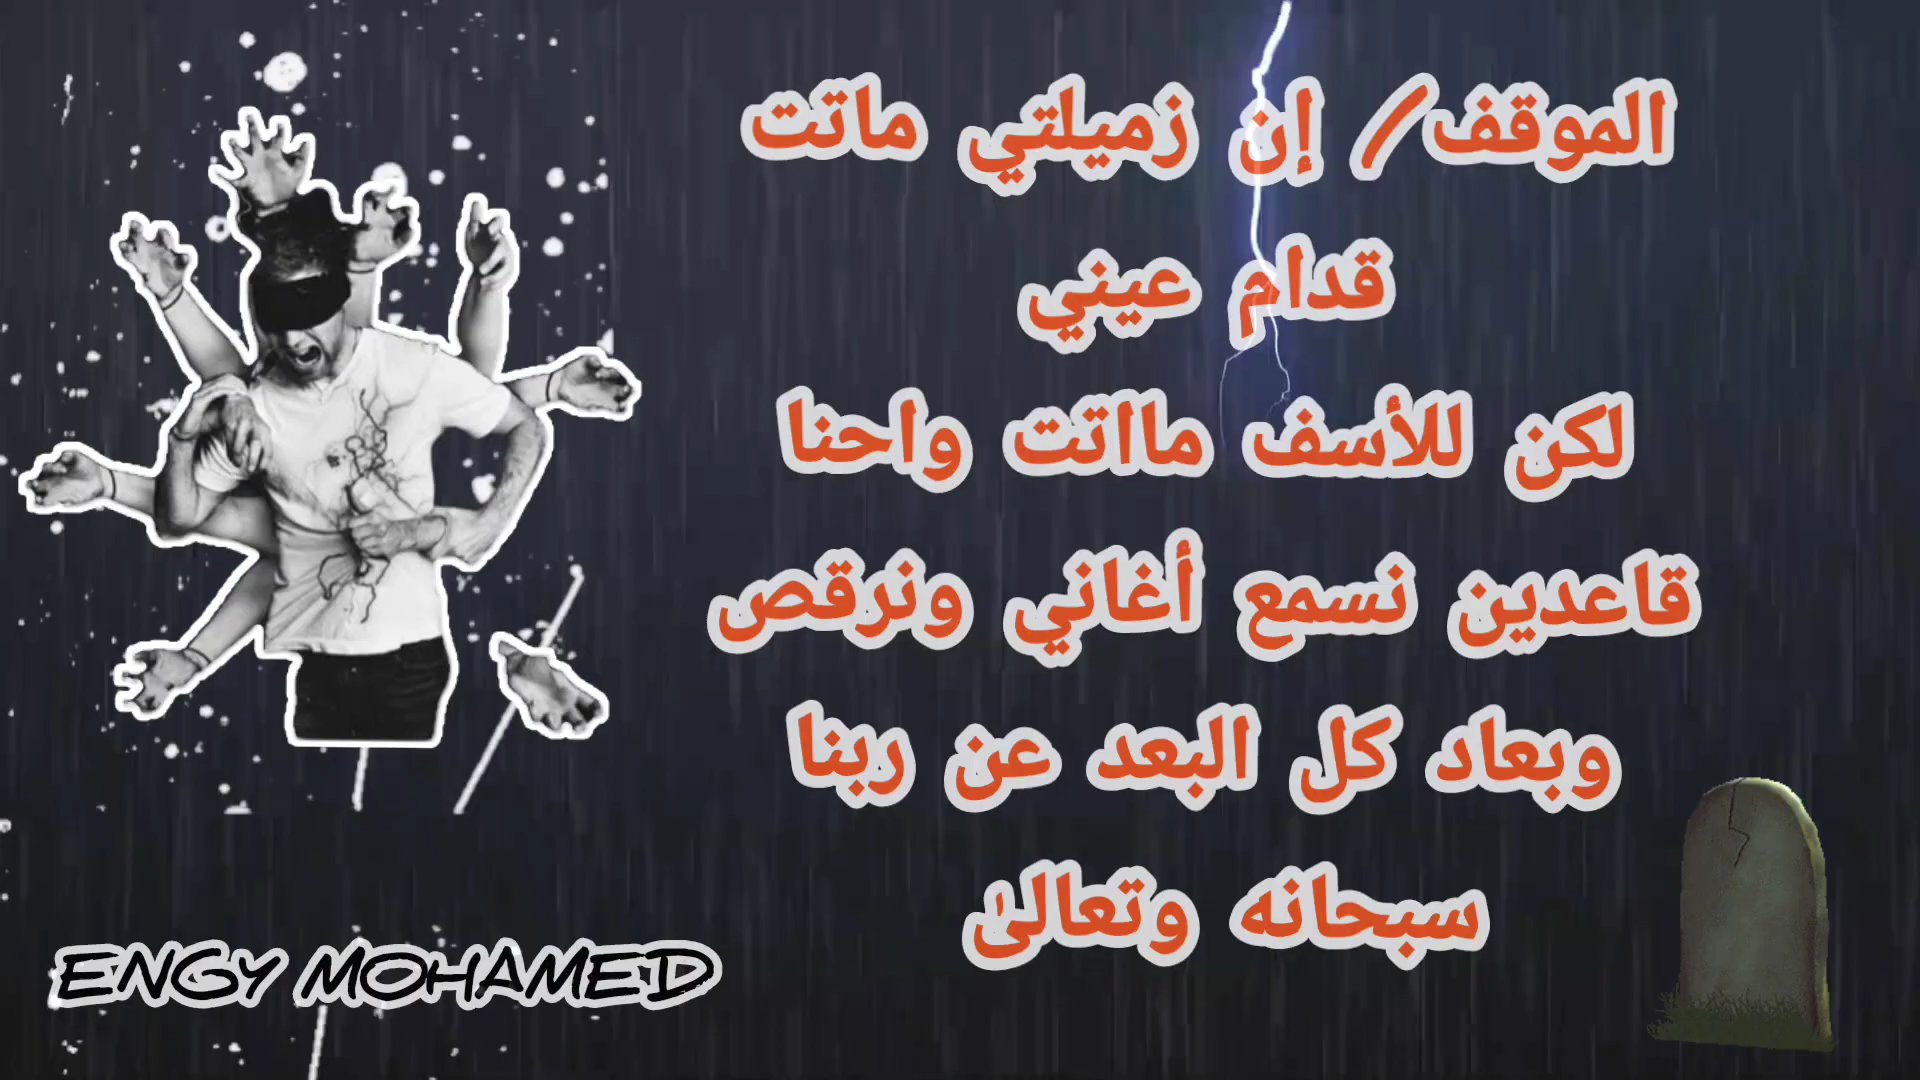 الموقف/ إن زميلتي ماتت
قدام عيني
لكن للأسف مااتت واحنا
قاعدين نسمع أغاني ونرقص
وبعاد كل البعد عن ربنا
سبحانه وتعالىٰ
ENGY MOHAMED